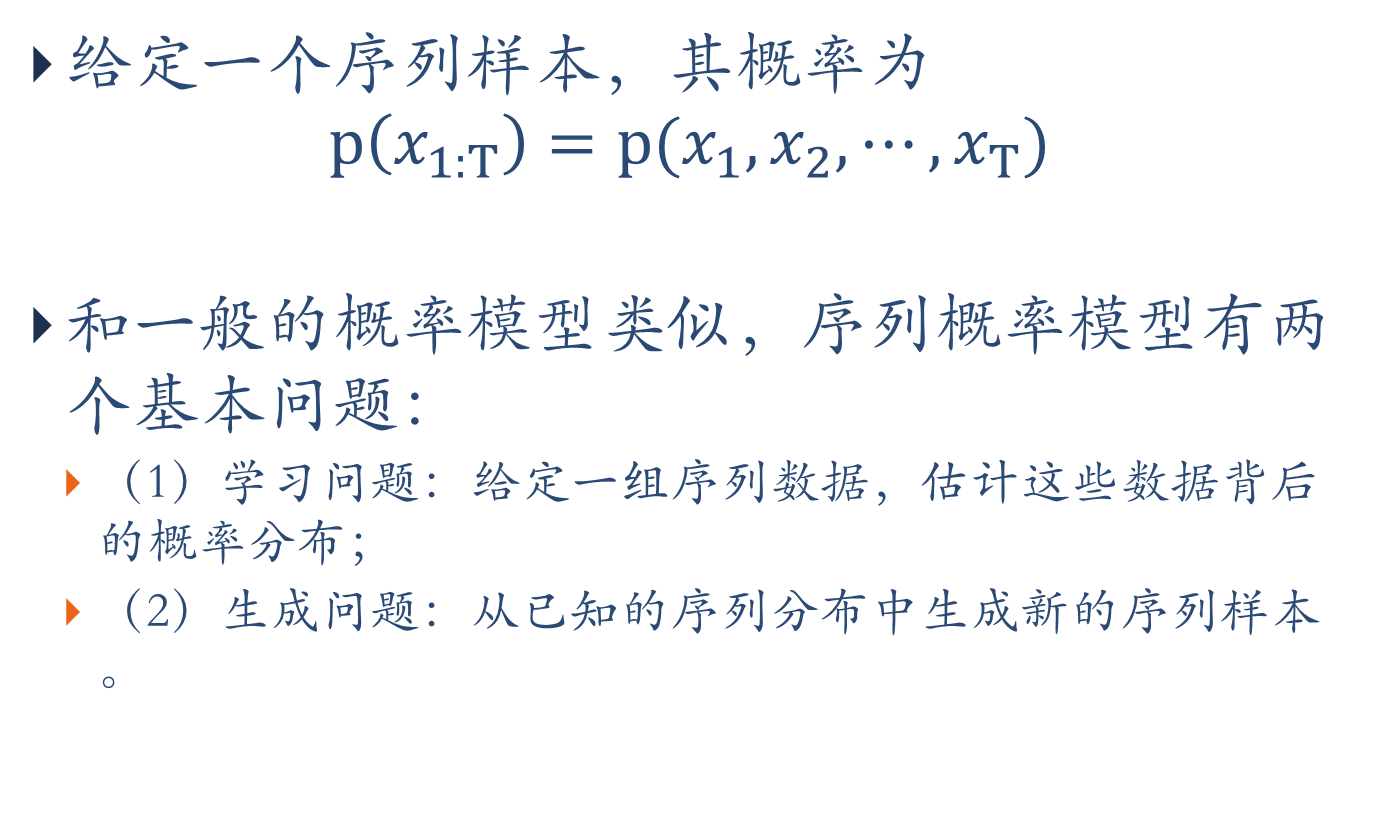 给定一个序列样本，其概率为
p(x₁:T) = p(x₁, x₂, ⋯ , xT)
和一般的概率模型类似，序列概率模型有两
个基本问题：
（1）学习问题：给定一组序列数据，估计这些数据背后
的概率分布；
（2）生成问题：从已知的序列分布中生成新的序列样本
。